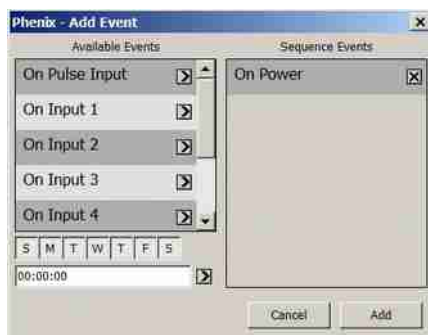 Phenix - Add Event
Available Events
Sequence Events
On Pulse Input
On Input 1
On Input 2
On Input 3
On Input 4
On Power
S M T W T F S
00:00:00
Cancel
Add